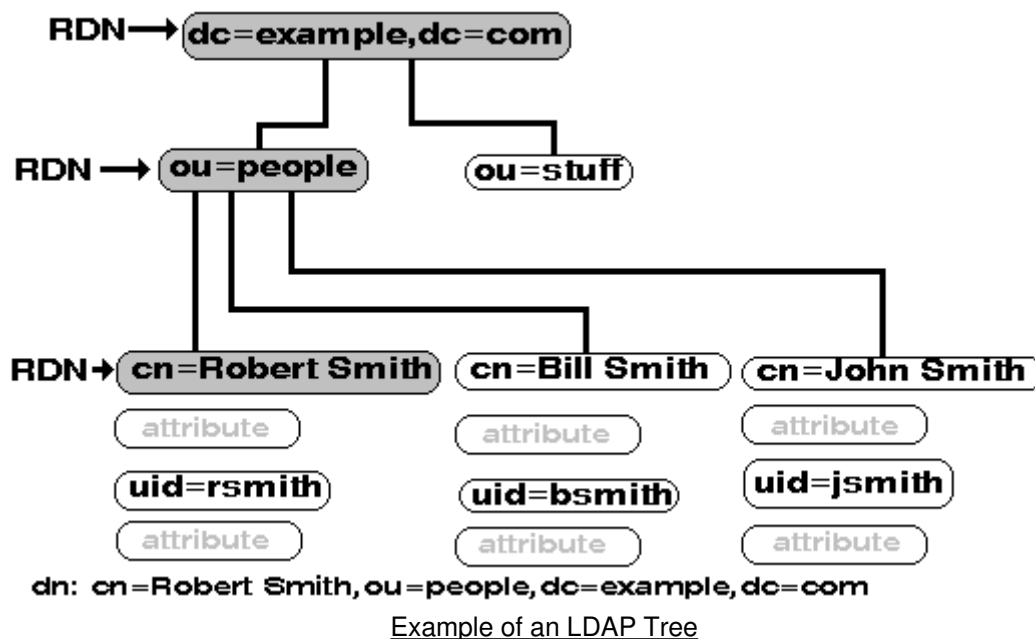 RDN dc=example,dc=com
RDN ou=people ou=stuff
RDN cn=Robert Smith cn=Bill Smith cn=John Smith
attribute attribute attribute
uid=rsmith uid=bsmith uid=jsmith
attribute attribute attribute
dn: cn=Robert Smith,ou=people,dc=example,dc=com
Example of an LDAP Tree